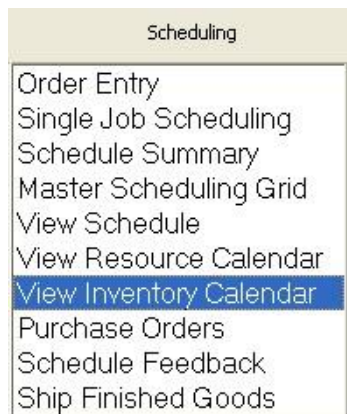 Scheduling
Order Entry
Single Job Scheduling
Schedule Summary
Master Scheduling Grid
View Schedule
View Resource Calendar
View Inventory Calendar
Purchase Orders
Schedule Feedback
Ship Finished Goods